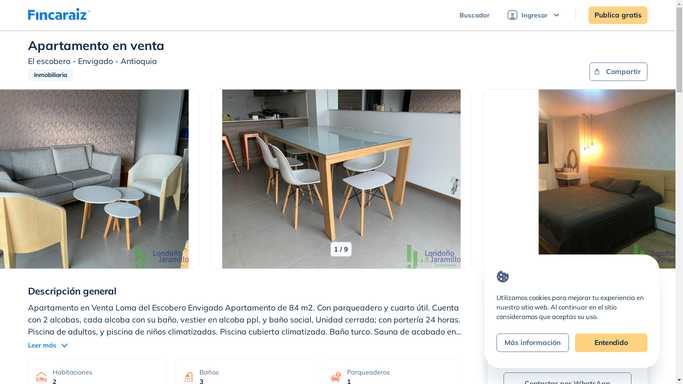 Fincaraiz
Buscador
Ingresar
Publica gratis
Apartamento en venta
El escobero - Envigado - Antioquia
Inmobiliaria
Compartir
Londoño
Jaramillo
Londoño
Jaramillo
Londoño
Jaramillo
1 / 9
Descripción general
Apartamento en Venta Loma del Escobero Envigado Apartamento de 84 m2. Con parqueadero y cuarto útil. Cuenta
con 2 alcobas, cada alcoba con su baño, vestier en alcoba ppl, y baño social, Unidad cerrada; con portería 24 horas.
Piscina de adultos, y piscina de niños climatizadas. Piscina cubierta climatizada. Baño turco. Sauna de acabado en...
Leer más
Habitaciones
2
Baños
3
Parqueaderos
1
Utilizamos cookies para mejorar tu experiencia en
nuestro sitio web. Al continuar en el sitio
consideramos que aceptas su uso.
Más información
Entendido
Contactar por WhatsApp